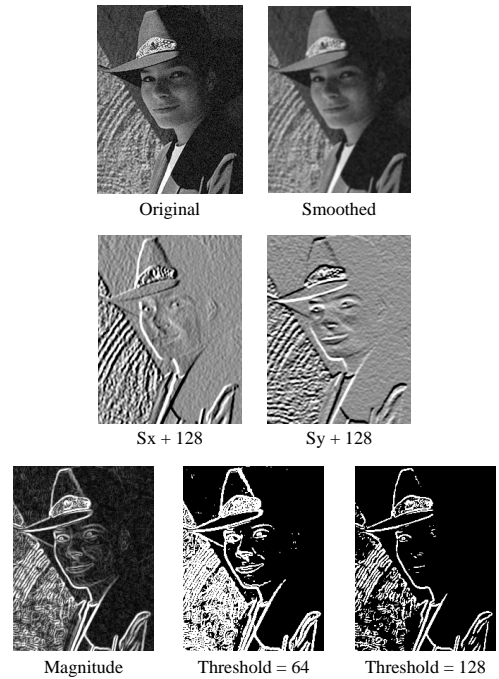 Original Smoothed
Sx + 128 Sy + 128
Magnitude Threshold = 64 Threshold = 128